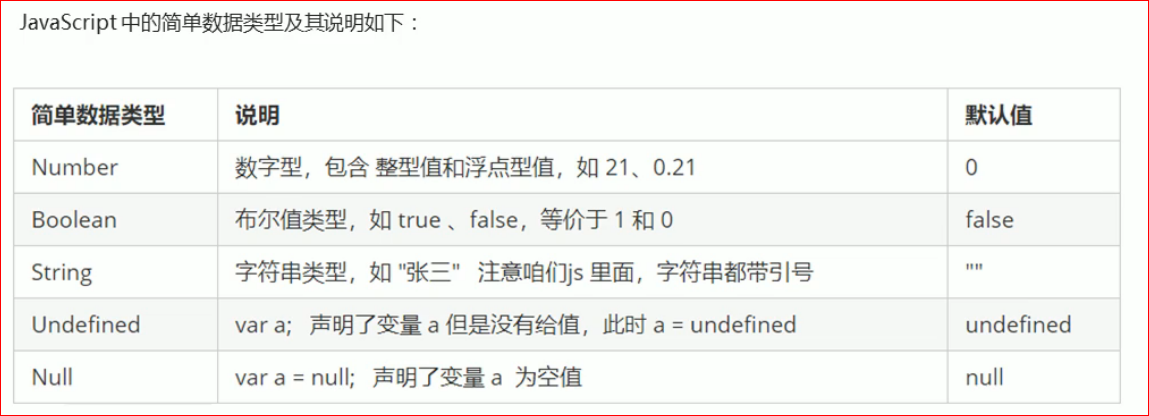 JavaScript 中的简单数据类型及其说明如下：
简单数据类型 说明 默认值
Number 数字型，包含 整型值和浮点型值，如 21、0.21 0
Boolean 布尔值类型，如 true 、false，等价于 1 和 0 false
String 字符串类型，如 "张三" 注意咱们js 里面，字符串都带引号 ""
Undefined var a; 声明了变量 a 但是没有给值，此时 a = undefined undefined
Null var a = null; 声明了变量 a 为空值 null